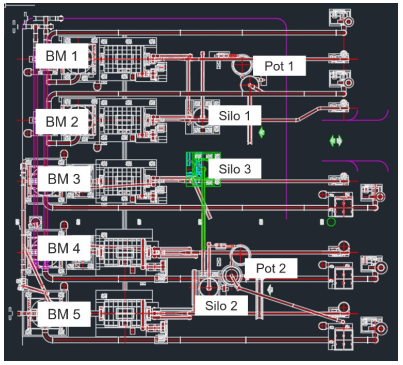 BM 1
Pot 1
BM 2
Silo 1
BM 3
Silo 3
BM 4
Pot 2
BM 5
Silo 2